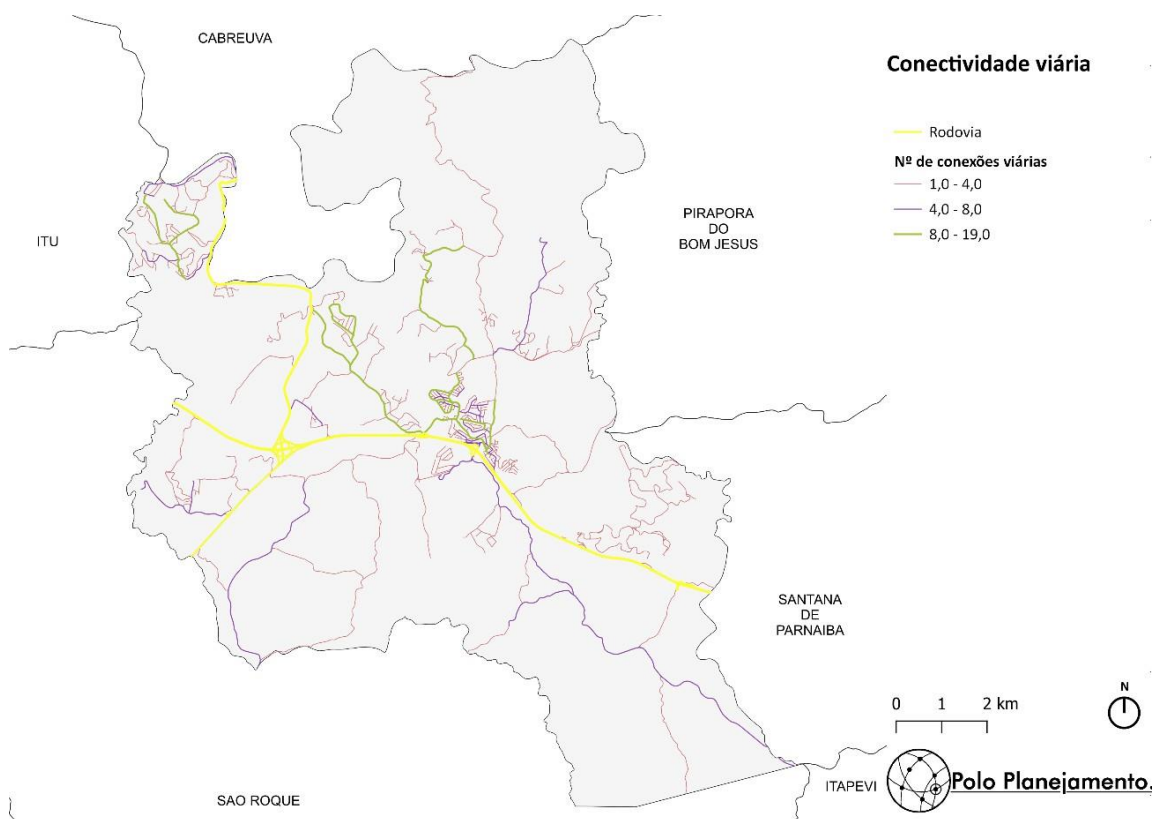 CABREUVA
Conectividade viária
Rodovia
Nº de conexões viárias
1,0 - 4,0
4,0 - 8,0
8,0 - 19,0
ITU
PIRAPORA
DO
BOM JESUS
SANTANA
DE
PARNAIBA
0 1 2 km
N
SAO ROQUE
ITAPEVI
Polo Planejamento.